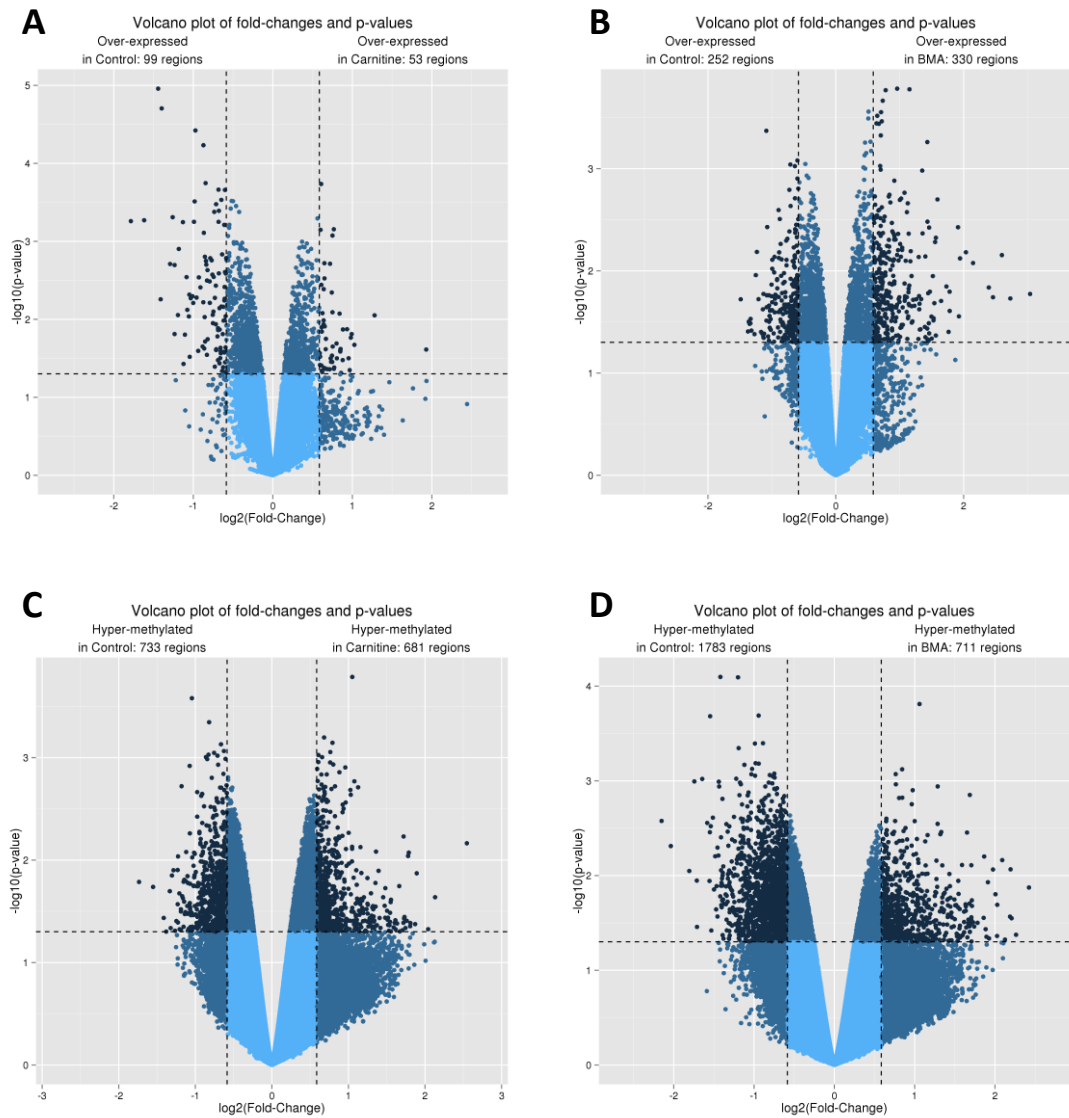 A
Volcano plot of fold-changes and p-values
Over-expressed
in Control: 99 regions
Over-expressed
in Carnitine: 53 regions
5
4
3
2
1
0
-log10(p-value)
-2
-1
0
1
2
log2(Fold-Change)
B
Volcano plot of fold-changes and p-values
Over-expressed
in Control: 252 regions
Over-expressed
in BMA: 330 regions
3
2
1
0
-log10(p-value)
-2
0
2
log2(Fold-Change)
C
Volcano plot of fold-changes and p-values
Hyper-methylated
in Control: 733 regions
Hyper-methylated
in Carnitine: 681 regions
3
2
1
0
-log10(p-value)
-3
-2
-1
0
1
2
3
log2(Fold-Change)
D
Volcano plot of fold-changes and p-values
Hyper-methylated
in Control: 1783 regions
Hyper-methylated
in BMA: 711 regions
4
3
2
1
0
-log10(p-value)
-2
-1
0
1
2
log2(Fold-Change)